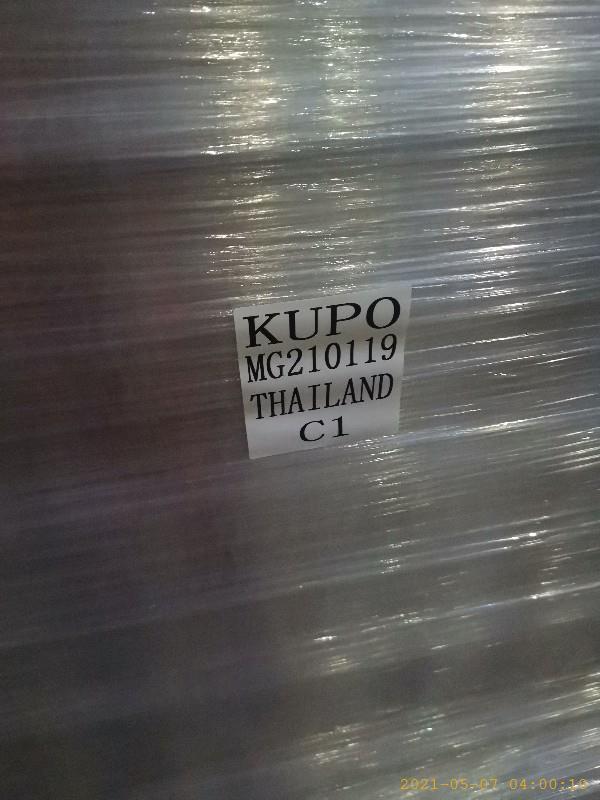 KUPO
MG210119
THAILAND
C1
2021-05-07 04:00:10